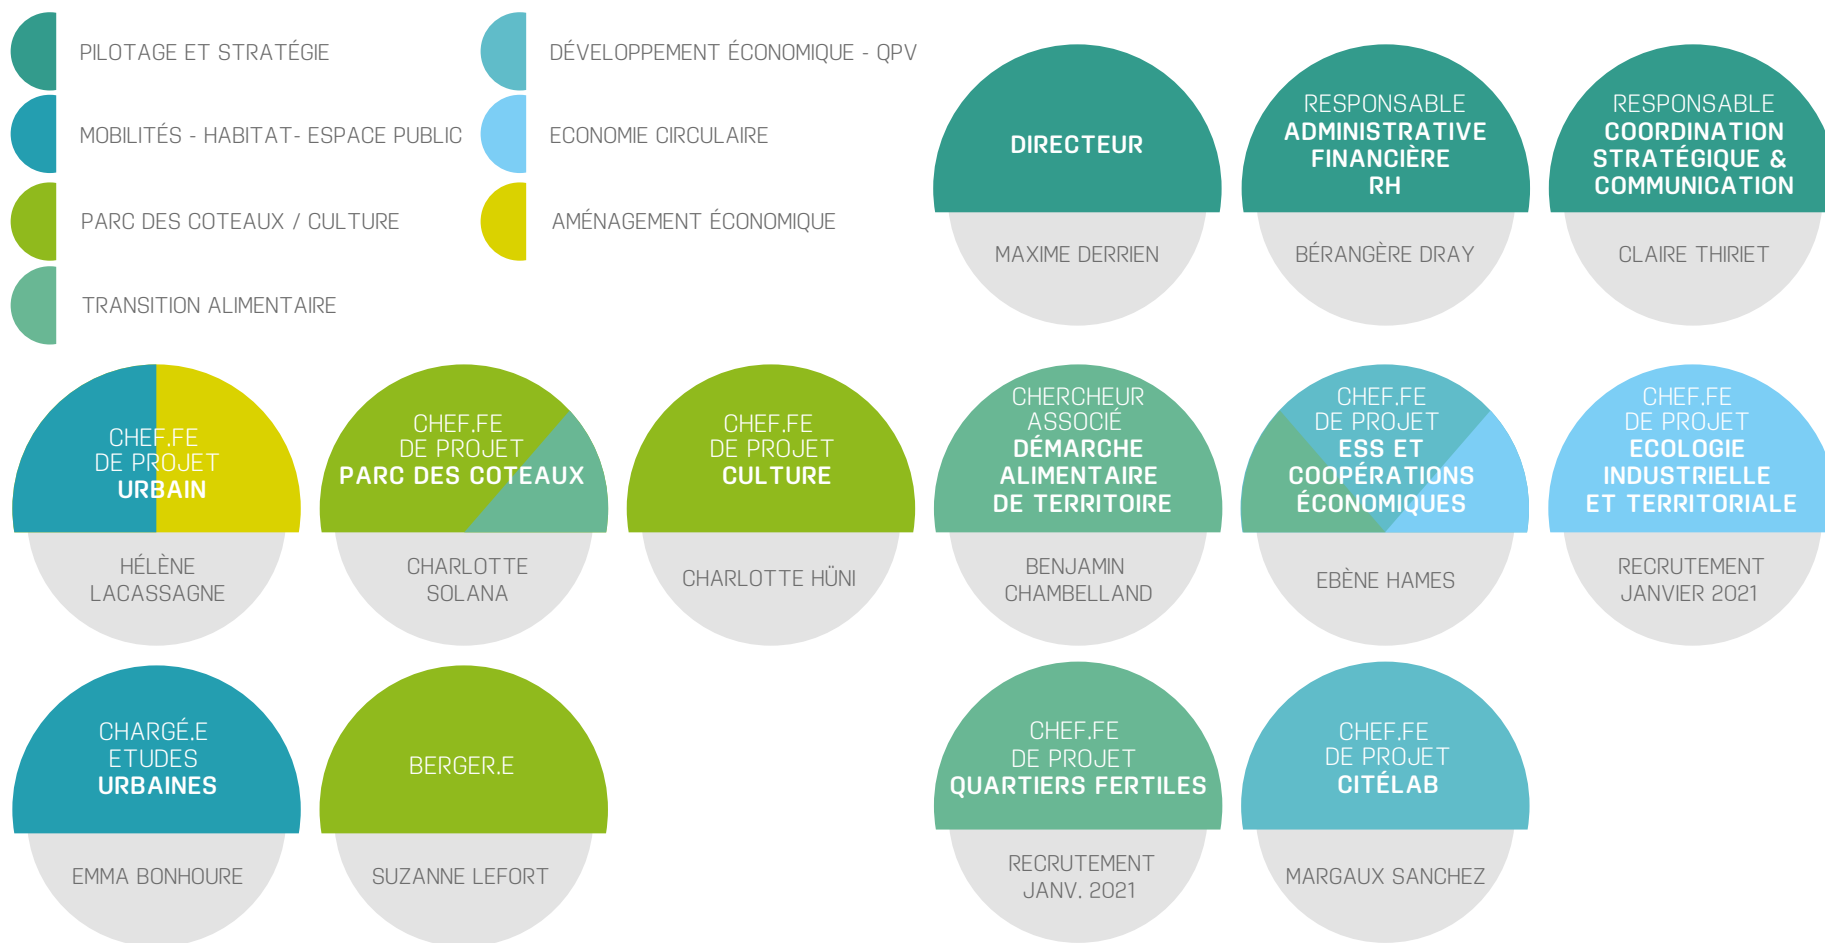 PILOTAGE ET STRATÉGIE
MOBILITÉS - HABITAT- ESPACE PUBLIC
PARC DES COTEAUX / CULTURE
TRANSITION ALIMENTAIRE
DÉVELOPPEMENT ÉCONOMIQUE - QPV
ECONOMIE CIRCULAIRE
AMÉNAGEMENT ÉCONOMIQUE
DIRECTEUR
MAXIME DERRIEN
RESPONSABLE
ADMINISTRATIVE
FINANCIÈRE
RH
BÉRANGÈRE DRAY
RESPONSABLE
COORDINATION
STRATÉGIQUE &
COMMUNICATION
CLAIRE THIRIET
CHEF.FE
DE PROJET
URBAIN
HÉLÈNE
LACASSAGNE
CHEF.FE
DE PROJET
PARC DES COTEAUX
CHARLOTTE
SOLANA
CHEF.FE
DE PROJET
CULTURE
CHARLOTTE HÜNI
CHERCHEUR
ASSOCIÉ
DÉMARCHE
ALIMENTAIRE
DE TERRITOIRE
BENJAMIN
CHAMBELLAND
CHEF.FE
DE PROJET
ESS ET
COOPÉRATIONS
ÉCONOMIQUES
EBÈNE HAMES
CHEF.FE
DE PROJET
ECOLOGIE
INDUSTRIELLE
ET TERRITORIALE
RECRUTEMENT
JANVIER 2021
CHARGÉ.E
ETUDES
URBAINES
EMMA BONHOURE
BERGER.E
SUZANNE LEFORT
CHEF.FE
DE PROJET
QUARTIERS FERTILES
RECRUTEMENT
JANV. 2021
CHEF.FE
DE PROJET
CITÉLAB
MARGAUX SANCHEZ